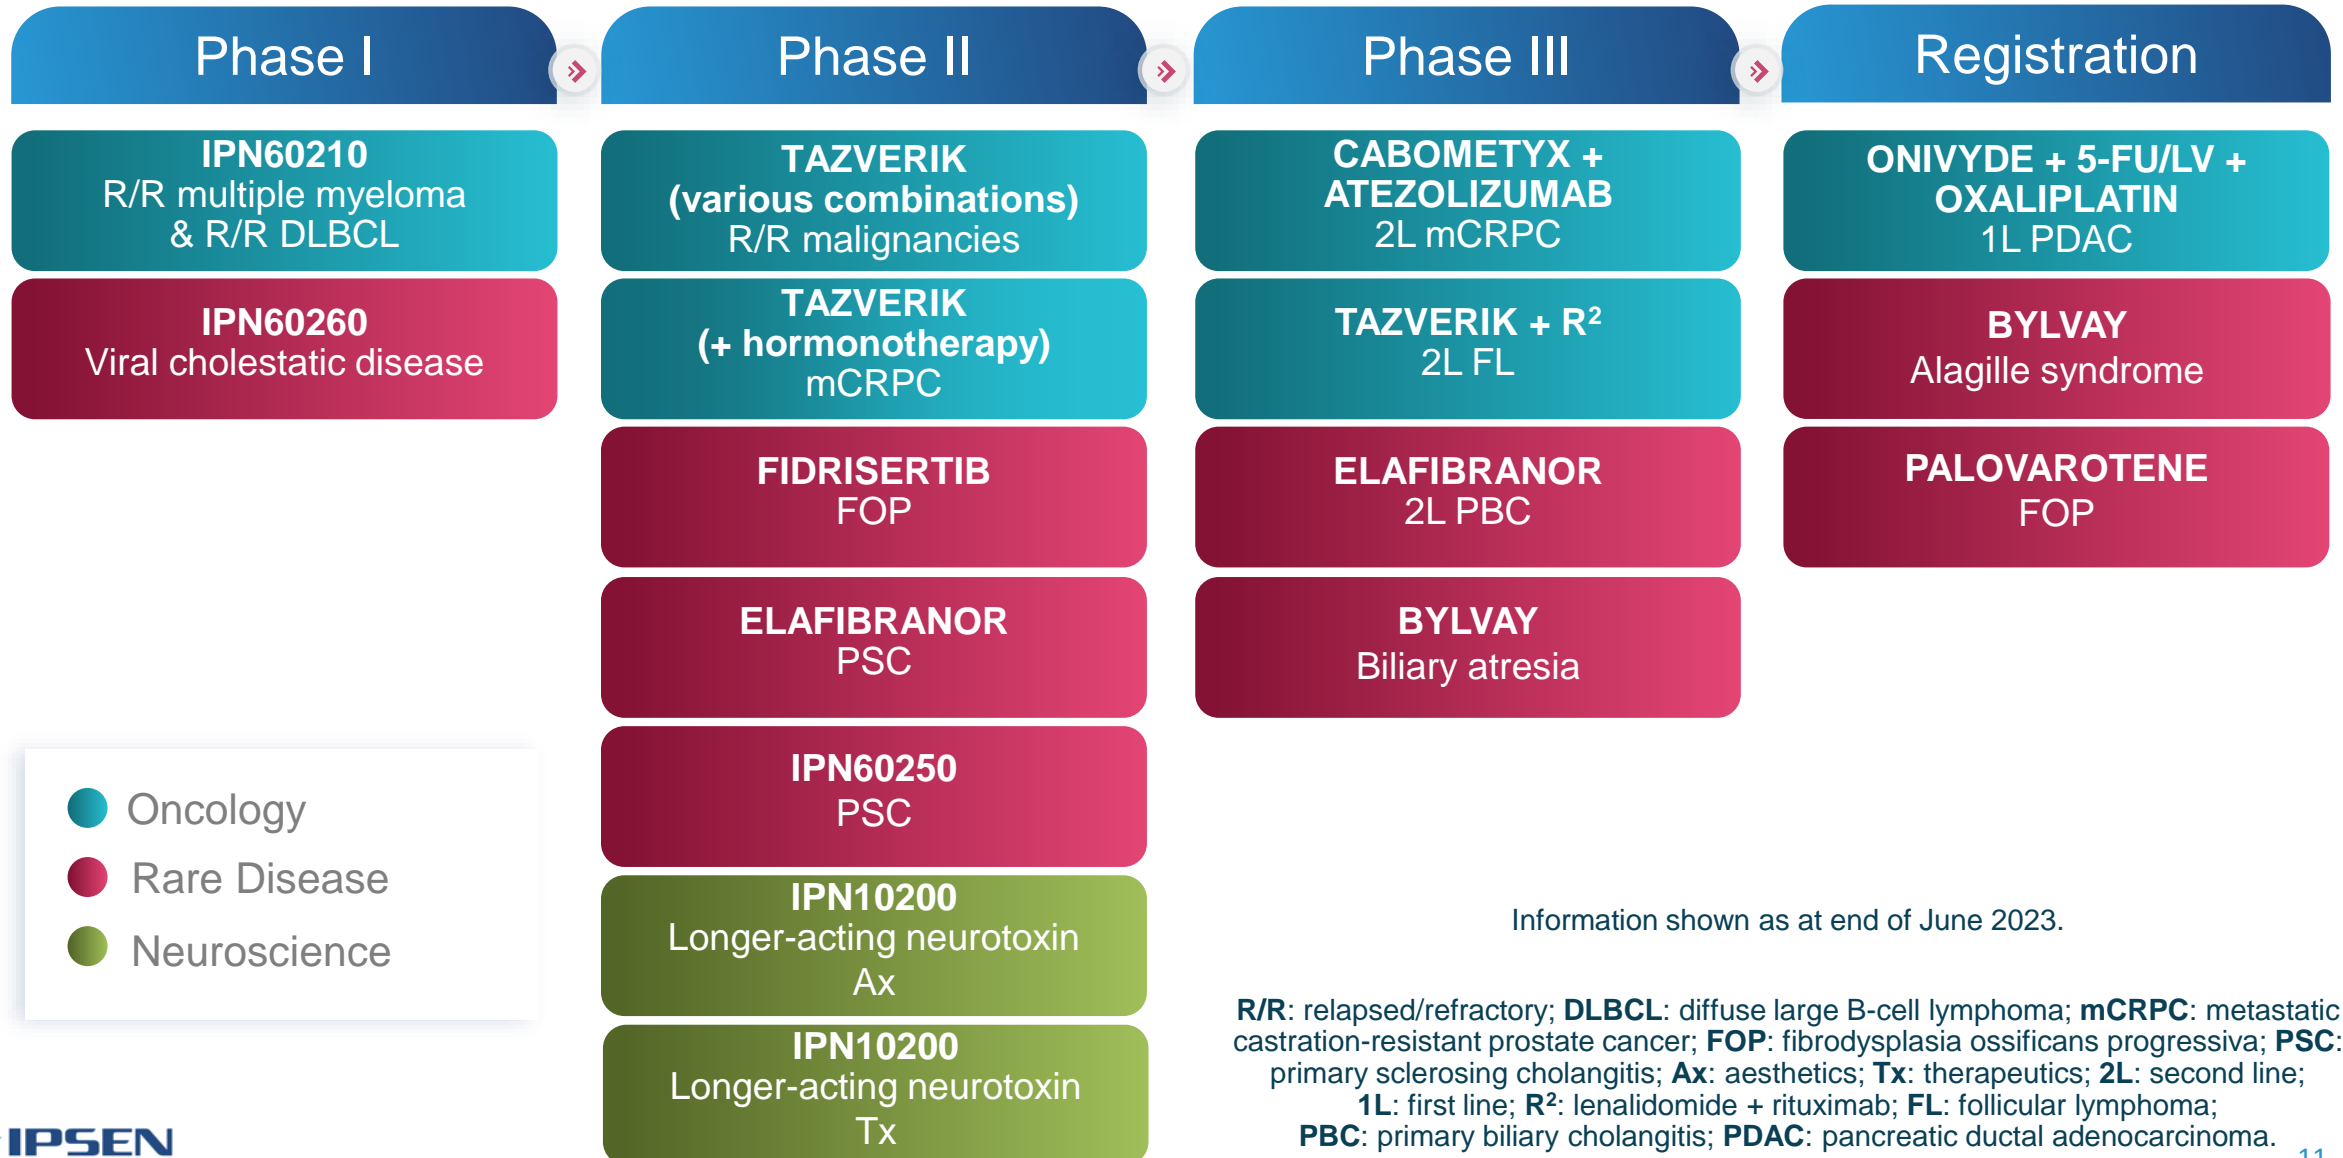 Phase I
IPN60210
R/R multiple myeloma
& R/R DLBCL
IPN60260
Viral cholestatic disease
Phase II
TAZVERIK
(various combinations)
R/R malignancies
TAZVERIK
(+ hormonotherapy)
mCRPC
FIDRISERTIB
FOP
ELAFIBRANOR
PSC
IPN60250
PSC
IPN10200
Longer-acting neurotoxin
Ax
IPN10200
Longer-acting neurotoxin
Tx
Phase III
CABOMETYX +
ATEZOLIZUMAB
2L mCRPC
TAZVERIK + R²
2L FL
ELAFIBRANOR
2L PBC
BYLVAY
Biliary atresia
Registration
ONIVYDE + 5-FU/LV +
OXALIPLATIN
1L PDAC
BYLVAY
Alagille syndrome
PALOVAROTENE
FOP
Oncology
Rare Disease
Neuroscience
Information shown as at end of June 2023.
R/R: relapsed/refractory; DLBCL: diffuse large B-cell lymphoma; mCRPC: metastatic
castration-resistant prostate cancer; FOP: fibrodysplasia ossificans progressiva; PSC:
primary sclerosing cholangitis; Ax: aesthetics; Tx: therapeutics; 2L: second line;
1L: first line; R²: lenalidomide + rituximab; FL: follicular lymphoma;
PBC: primary biliary cholangitis; PDAC: pancreatic ductal adenocarcinoma.
IPSEN
11